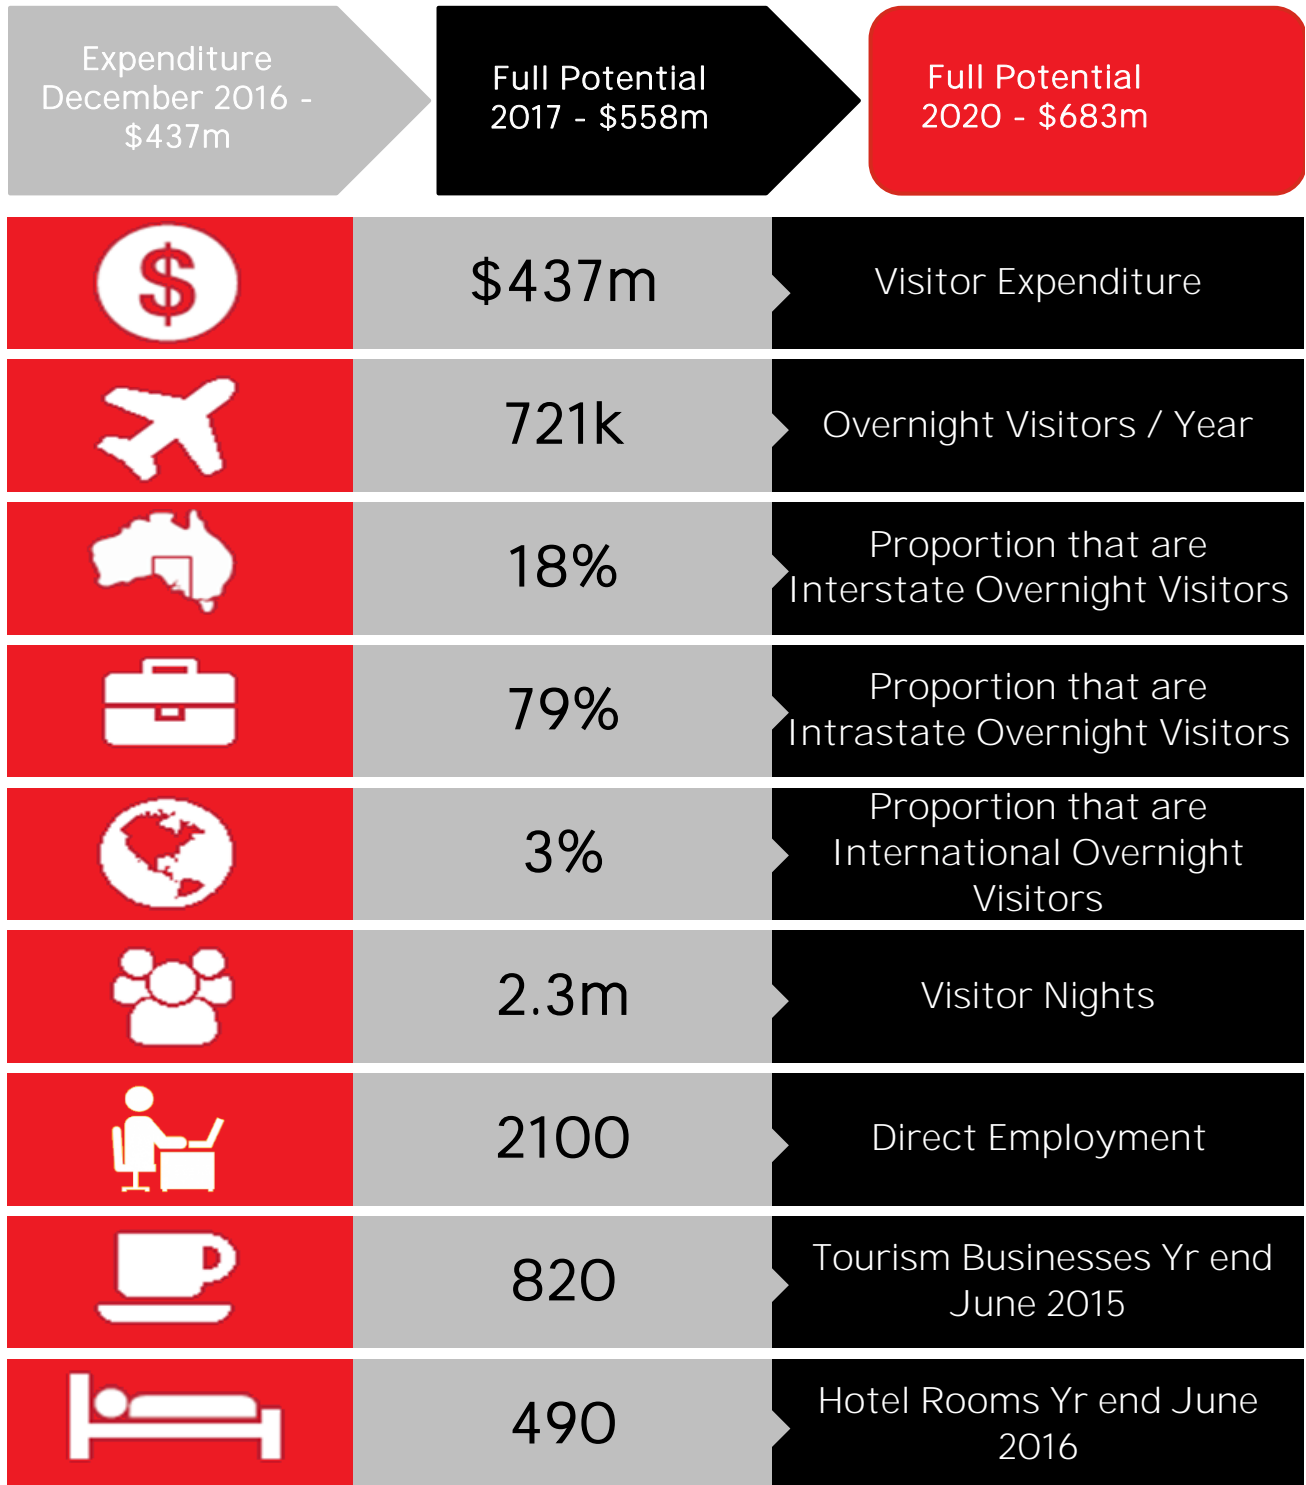 Expenditure
December 2016 -
$437m
Full Potential
2017 - $558m
Full Potential
2020 - $683m
$
$437m
Visitor Expenditure
721k
Overnight Visitors / Year
18%
Proportion that are
Interstate Overnight Visitors
79%
Proportion that are
Intrastate Overnight Visitors
3%
Proportion that are
International Overnight
Visitors
2.3m
Visitor Nights
2100
Direct Employment
820
Tourism Businesses Yr end
June 2015
490
Hotel Rooms Yr end June
2016